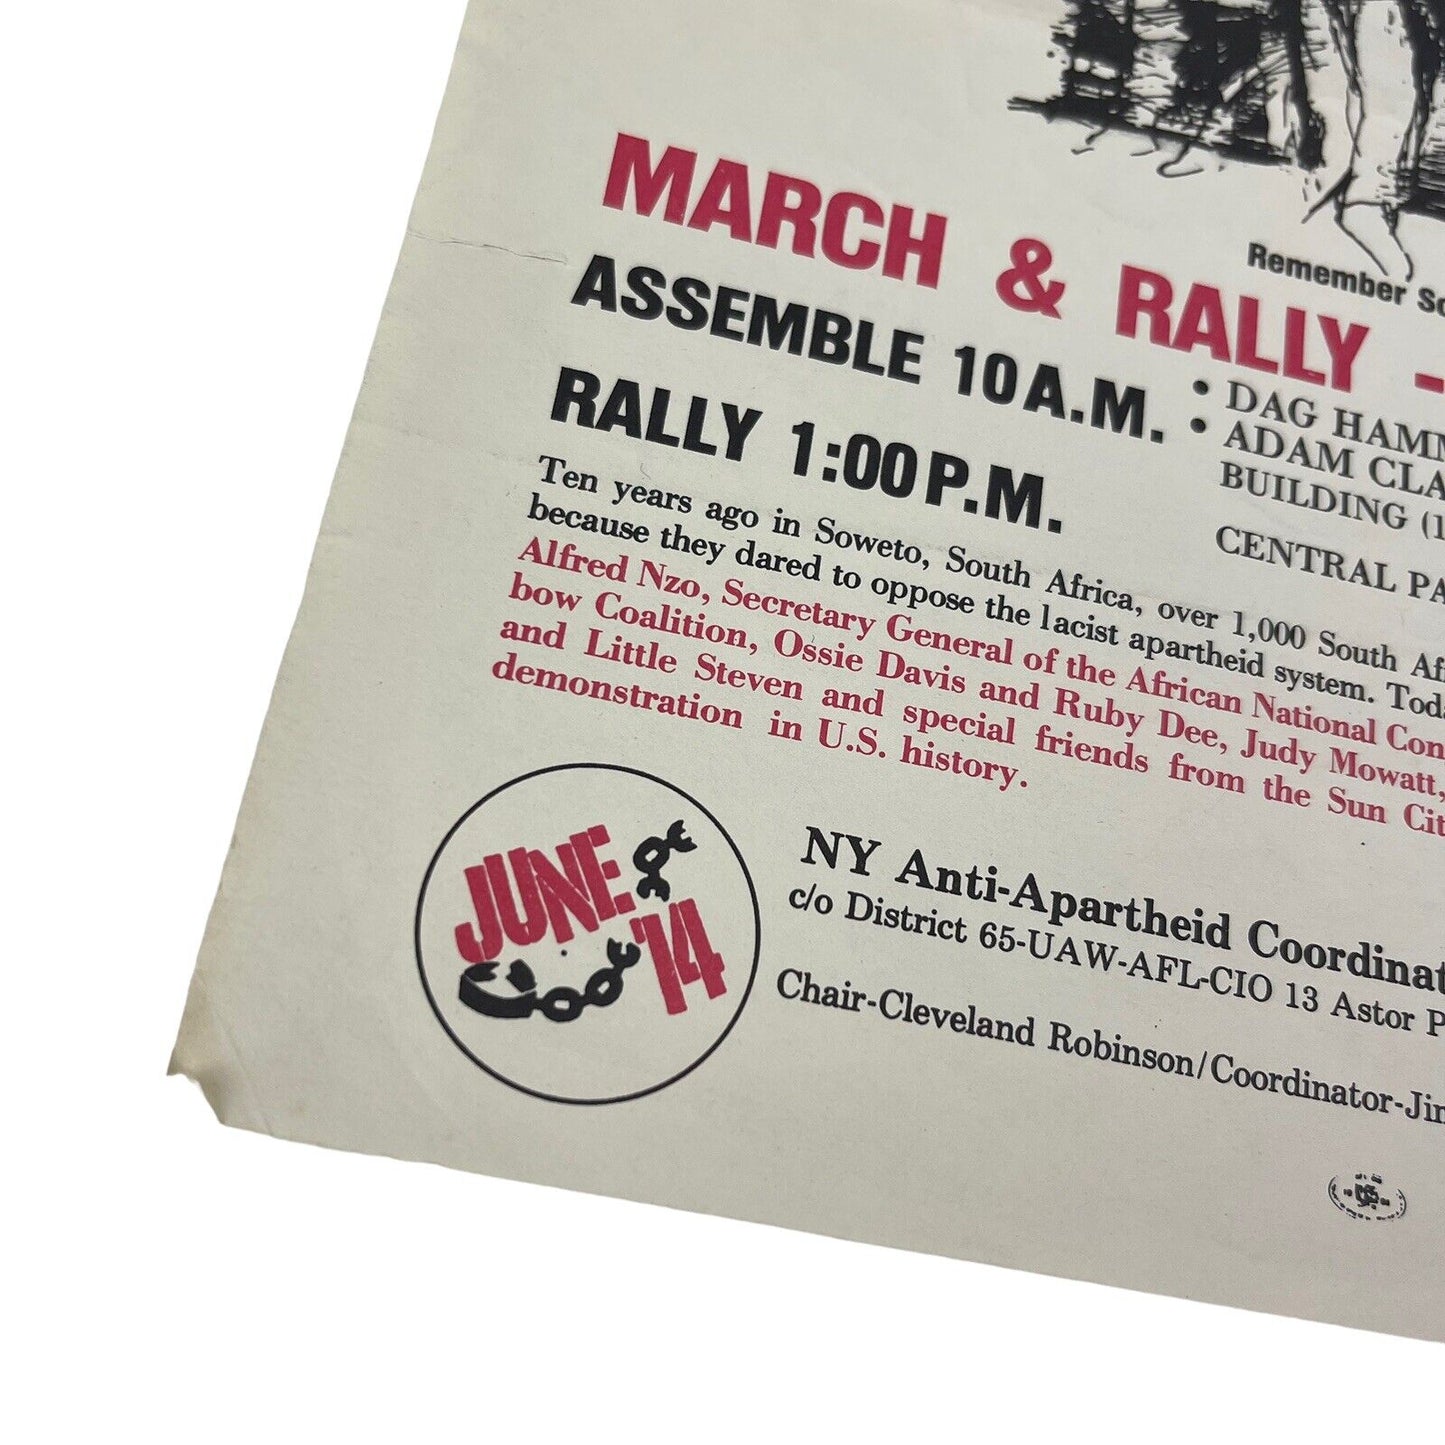 Remember So
MARCH & RALLY -
ASSEMBLE 10 A.M.
• DAG HAMM
• ADAM CLA
BUILDING (1
RALLY 1:00 P.M.
CENTRAL PA
Ten years ago in Soweto, South Africa, over 1,000 South Af
because they dared to oppose the lacist apartheid system. Tod
Alfred Nzo, Secretary General of the African National Con
bow Coalition, Ossie Davis and Ruby Dee, Judy Mowatt,
and Little Steven and special friends from the Sun Cit
demonstration in U.S. history.
JUNE
'14
NY Anti-Apartheid Coordinat
c/o District 65-UAW-AFL-CIO 13 Astor P
Chair-Cleveland Robinson/Coordinator-Jim